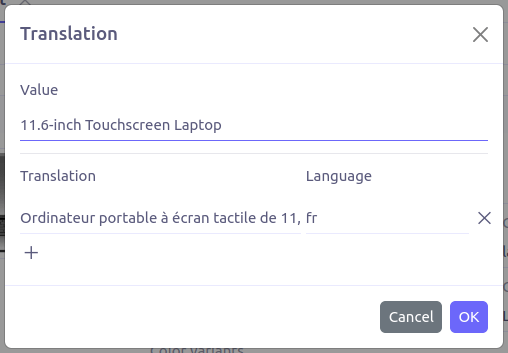 Translation
Value
11.6-inch Touchscreen Laptop
Translation Language
Ordinateur portable à écran tactile de 11, fr
Cancel OK
Color Variants